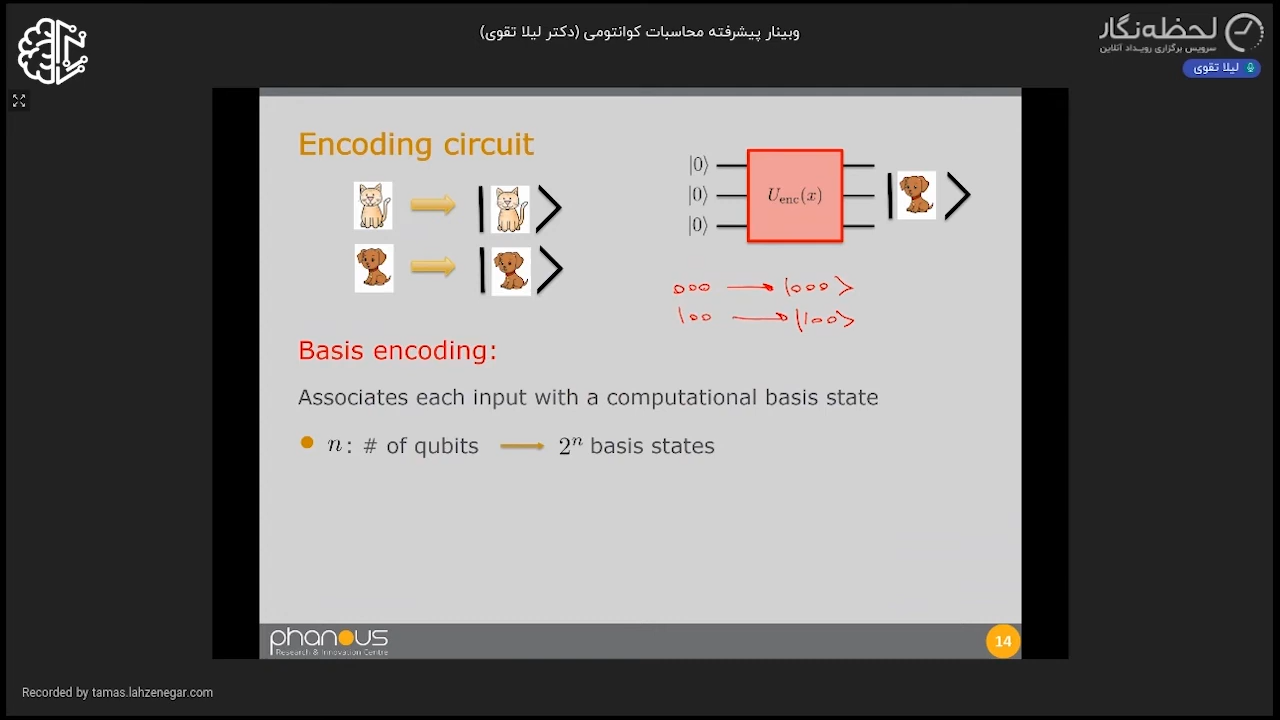 وبینار پیشرفته محاسبات کوانتومی (دکتر لیلا تقوی)
لحظه‌نگار
سرویس برگزاری رویداد آنلاین
لیلا تقوی
Encoding circuit
|0⟩
|0⟩
|0⟩
U_enc(x)
000 → |000⟩
100 → |100⟩
Basis encoding:
Associates each input with a computational basis state
n: # of qubits → 2^n basis states
phanous
Research & Innovation Centre
14
Recorded by tamas.lahzenegar.com